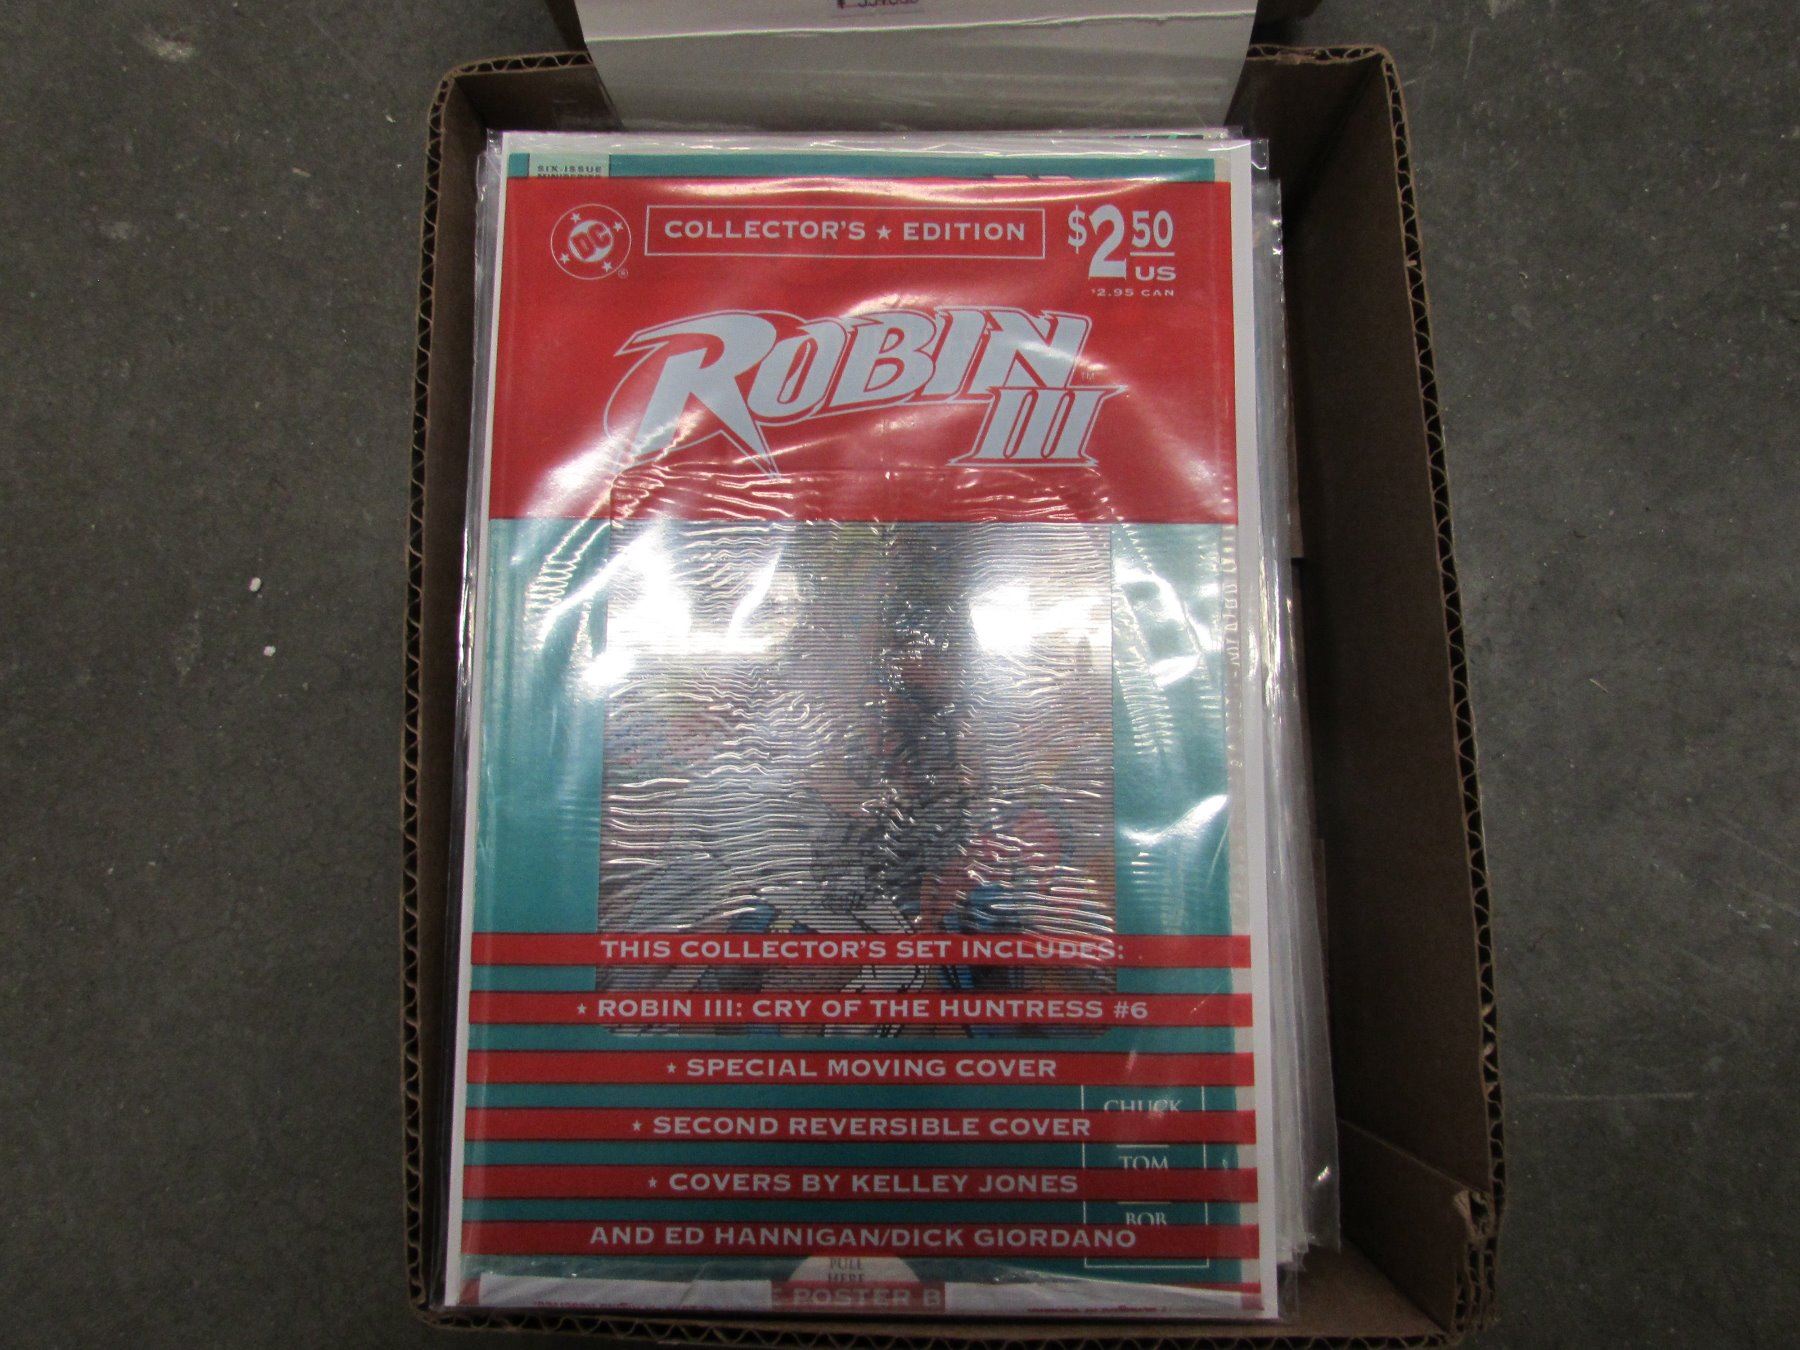 SIX-ISSUE
MINISERIES
DC
®
COLLECTOR'S ★ EDITION
$2.50
US
$2.95 CAN
ROBIN
III
TM
THIS COLLECTOR'S SET INCLUDES:
★ ROBIN III: CRY OF THE HUNTRESS #6
★ SPECIAL MOVING COVER
CHUCK
★ SECOND REVERSIBLE COVER
TOM
★ COVERS BY KELLEY JONES
BOB
AND ED HANNIGAN/DICK GIORDANO
PULL
HERE
POSTER B